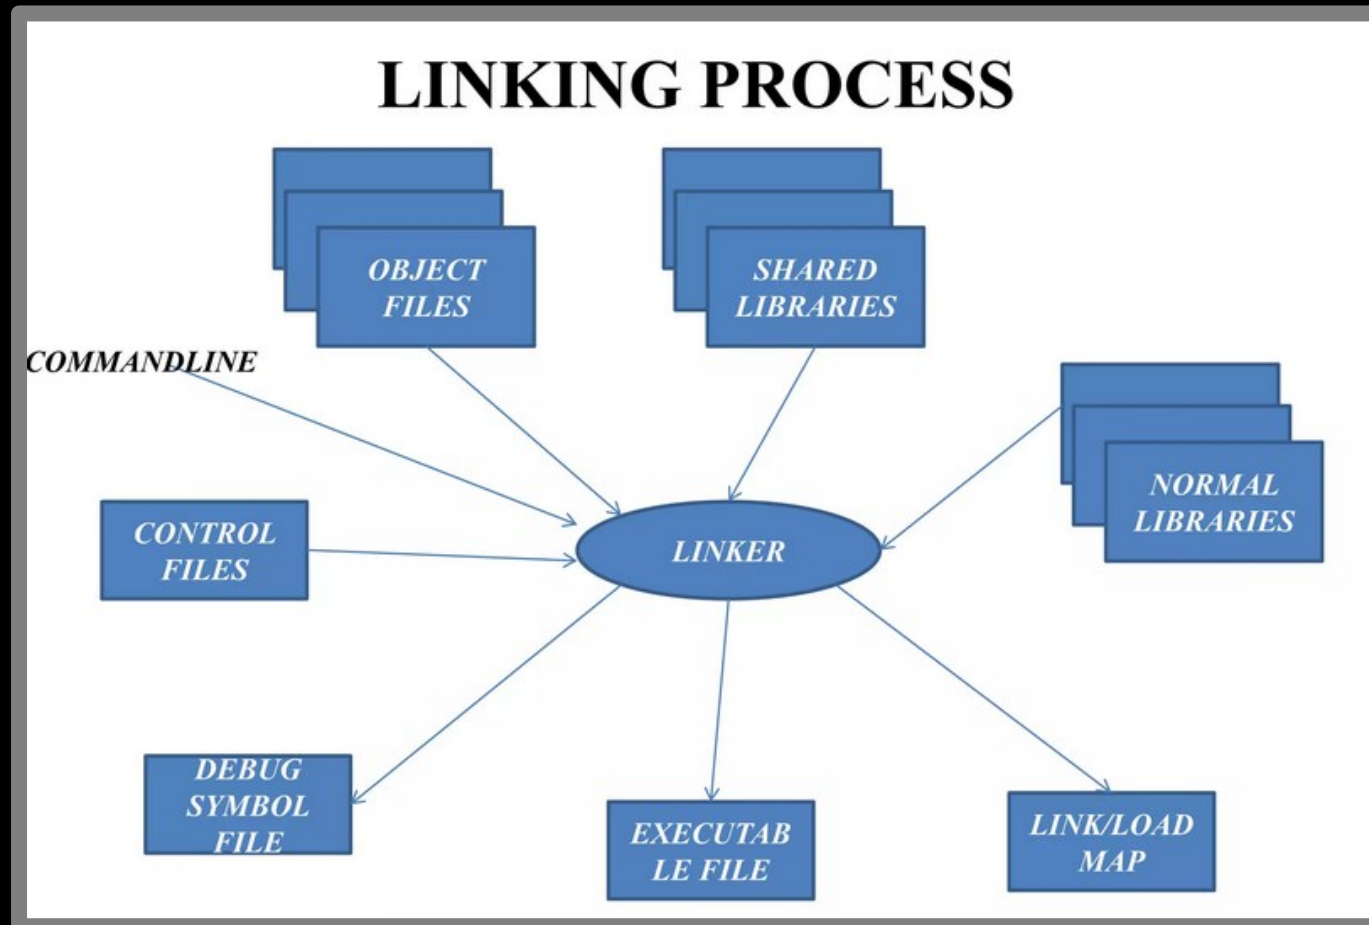 LINKING PROCESS
OBJECT
FILES
SHARED
LIBRARIES
COMMANDLINE
NORMAL
LIBRARIES
CONTROL
FILES
LINKER
DEBUG
SYMBOL
FILE
EXECUTAB
LE FILE
LINK/LOAD
MAP